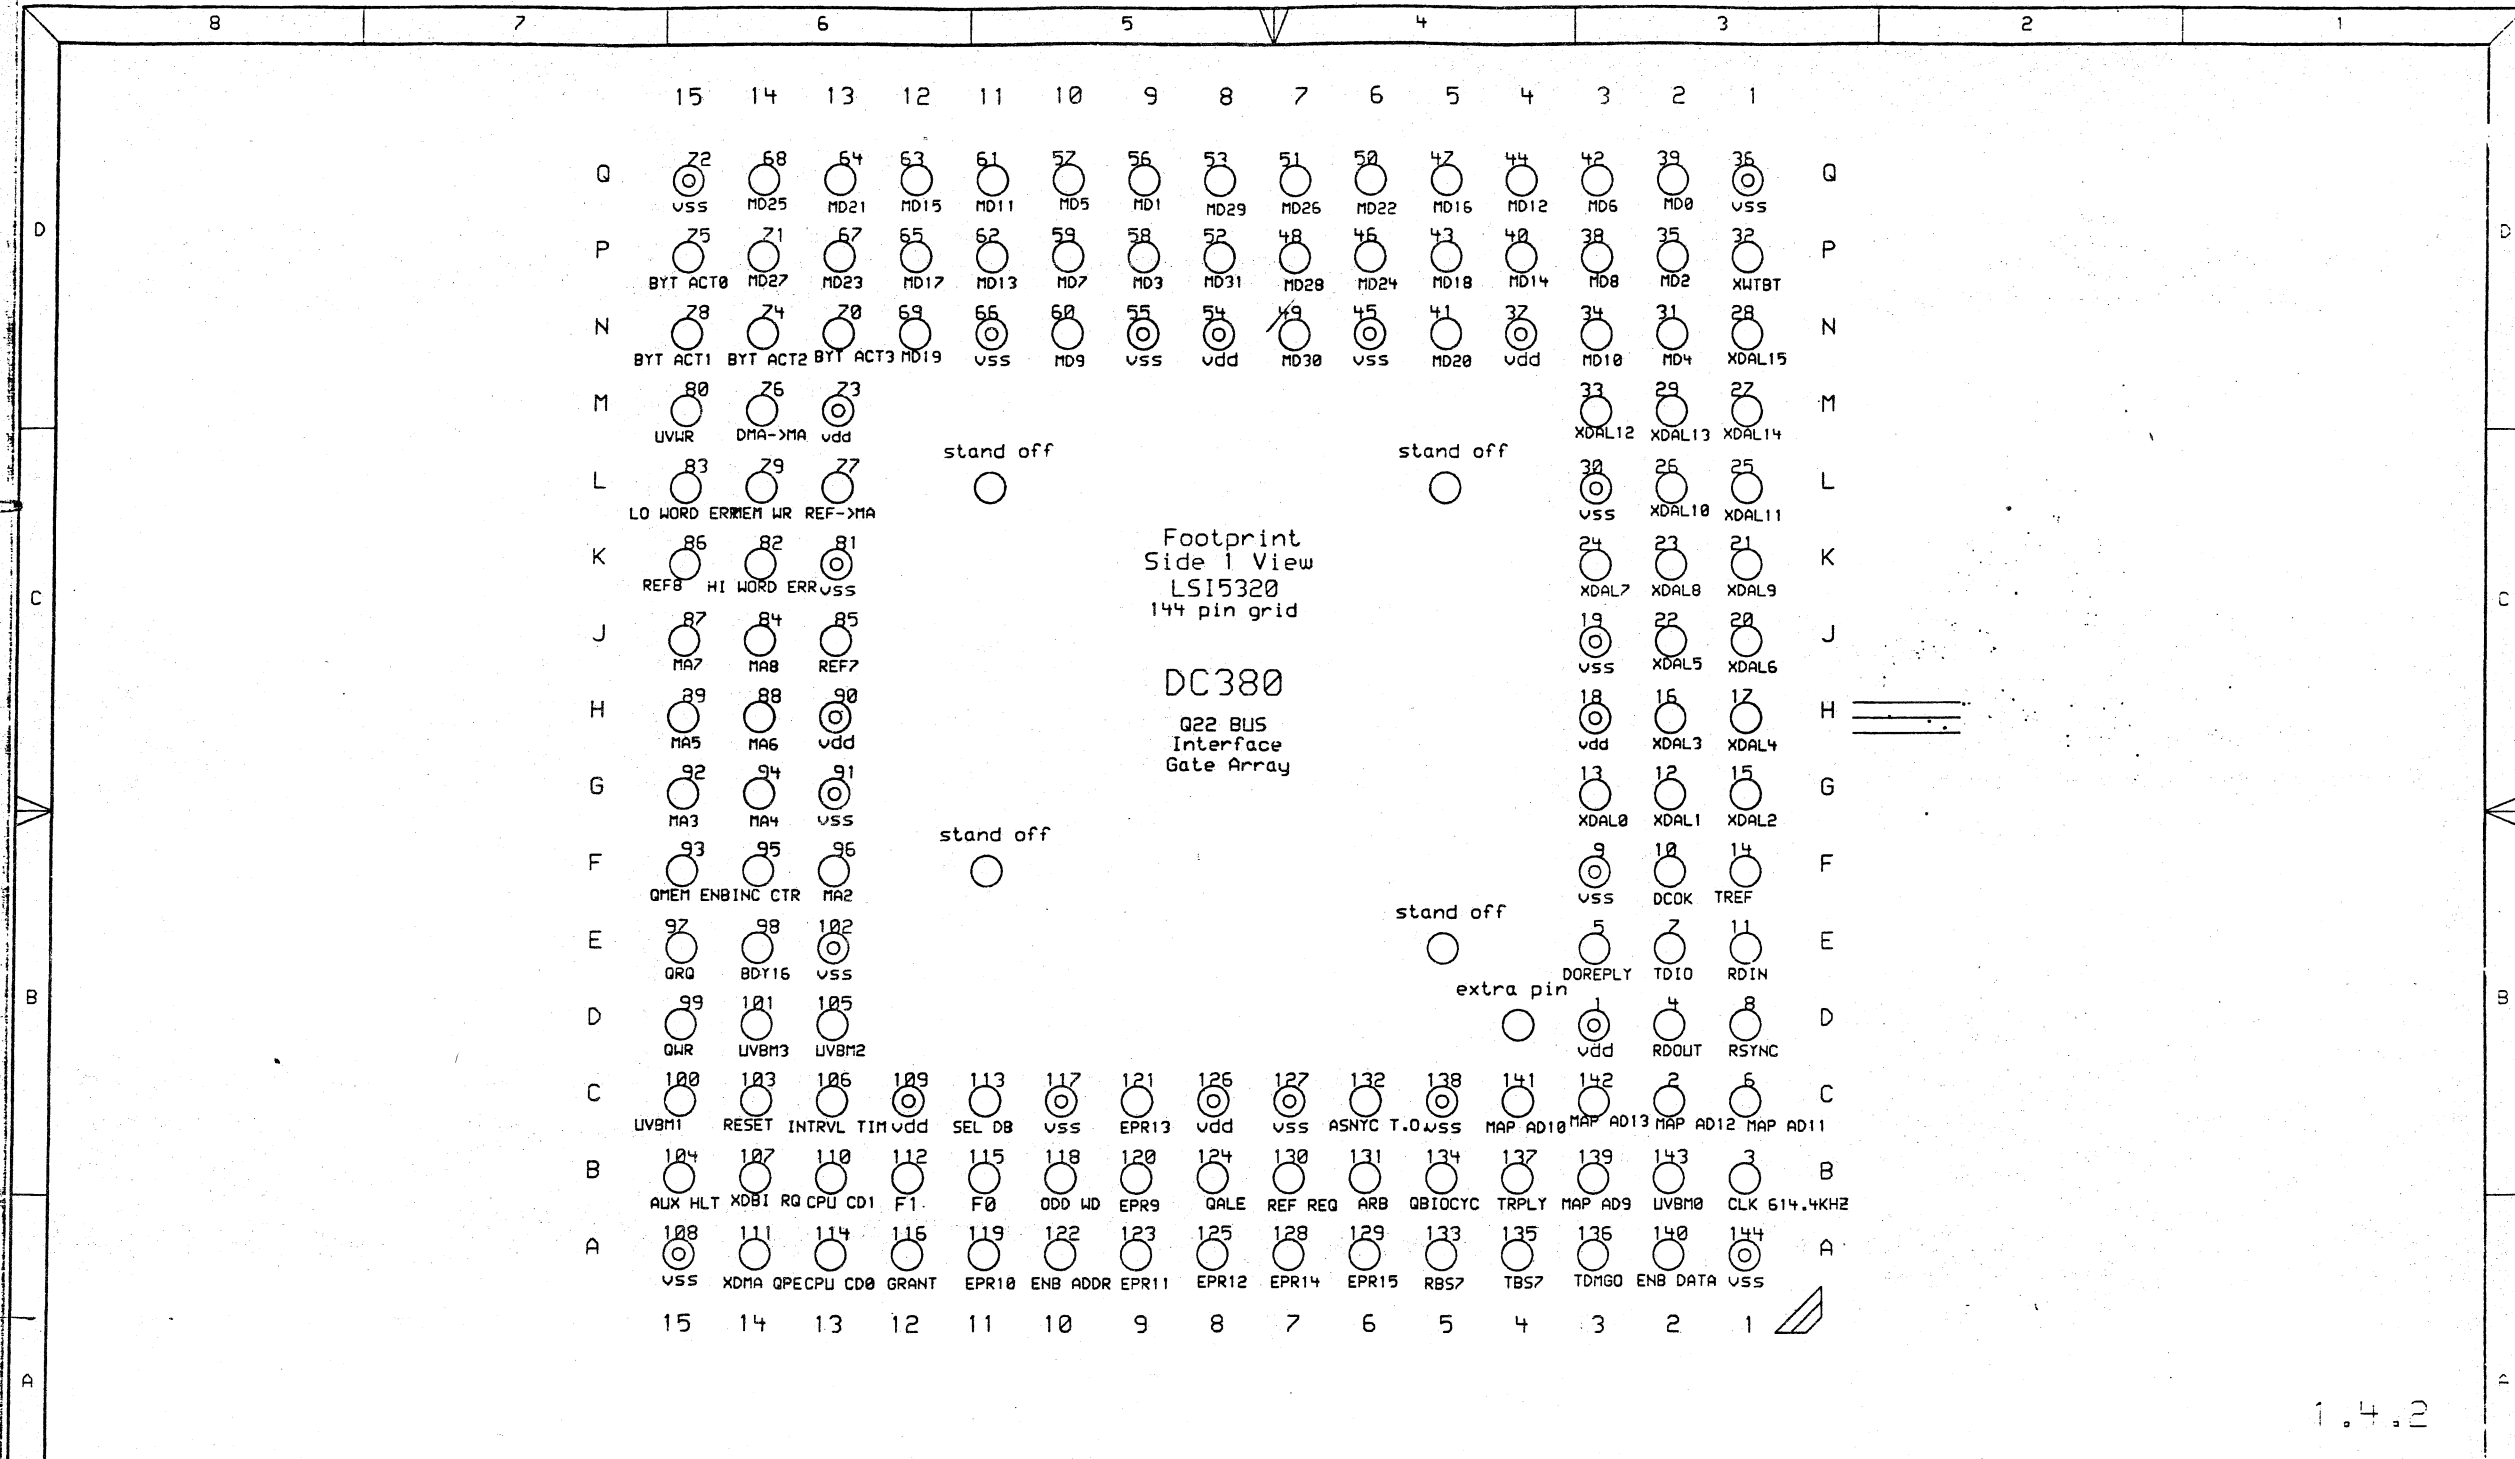 8 7 6 5 4 3 2 1
15 14 13 12 11 10 9 8 7 6 5 4 3 2 1
72 68 64 63 61 57 56 53 51 50 47 44 42 39 36
Q Q
vss MD25 MD21 MD15 MD11 MD5 MD1 MD29 MD26 MD22 MD16 MD12 MD6 MD0 vss
D D
75 71 67 65 62 59 58 52 48 46 43 40 38 35 32
P P
BYT ACT0 MD27 MD23 MD17 MD13 MD7 MD3 MD31 MD28 MD24 MD18 MD14 MD8 MD2 XWTBT
78 74 70 69 66 60 55 54 49 45 41 37 34 31 28
N N
BYT ACT1 BYT ACT2 BYT ACT3 MD19 vss MD9 vss vdd MD30 vss MD20 vdd MD10 MD4 XDAL15
80 76 73 33 29 27
M M
UVWR DMA->MA vdd XDAL12 XDAL13 XDAL14
stand off stand off
83 79 77 30 26 25
L L
LO WORD ERR MEM WR REF->MA vss XDAL10 XDAL11
Footprint
Side 1 View
LSI5320
144 pin grid
86 82 81 24 23 21
K K
REF8 HI WORD ERR vss XDAL7 XDAL8 XDAL9
C C
87 84 85 19 22 20
J J
MA7 MA8 REF7 vss XDAL5 XDAL6
DC380
Q22 BUS
Interface
Gate Array
89 88 90 18 16 17
H H
MA5 MA6 vdd vdd XDAL3 XDAL4
92 94 91 13 12 15
G G
MA3 MA4 vss XDAL0 XDAL1 XDAL2
stand off
93 95 96 9 10 14
F F
QMEM ENB INC CTR MA2 vss DCOK TREF
stand off
97 98 102 5 7 11
E E
QRQ BDY16 vss DOREPLY TDIO RDIN
extra pin
B B
99 101 105 1 4 8
D D
QWR UVBM3 UVBM2 vdd RDOUT RSYNC
100 103 106 109 113 117 121 126 127 132 138 141 142 2 6
C C
UVBM1 RESET INTRVL TIM vdd SEL DB vss EPR13 vdd vss ASNYC T.O. vss MAP AD10 MAP AD13 MAP AD12 MAP AD11
104 107 110 112 115 118 120 124 130 131 134 137 139 143 3
B B
AUX HLT XDBI RQ CPU CD1 F1 F0 ODD WD EPR9 QALE REF REQ ARB QBIOCYC TRPLY MAP AD9 UVBM0 CLK 614.4KHZ
108 111 114 116 119 122 123 125 128 129 133 135 136 140 144
A A
vss XDMA QPE CPU CD0 GRANT EPR10 ENB ADDR EPR11 EPR12 EPR14 EPR15 RBS7 TBS7 TDMGO ENB DATA vss
15 14 13 12 11 10 9 8 7 6 5 4 3 2 1
A A
1.4.2